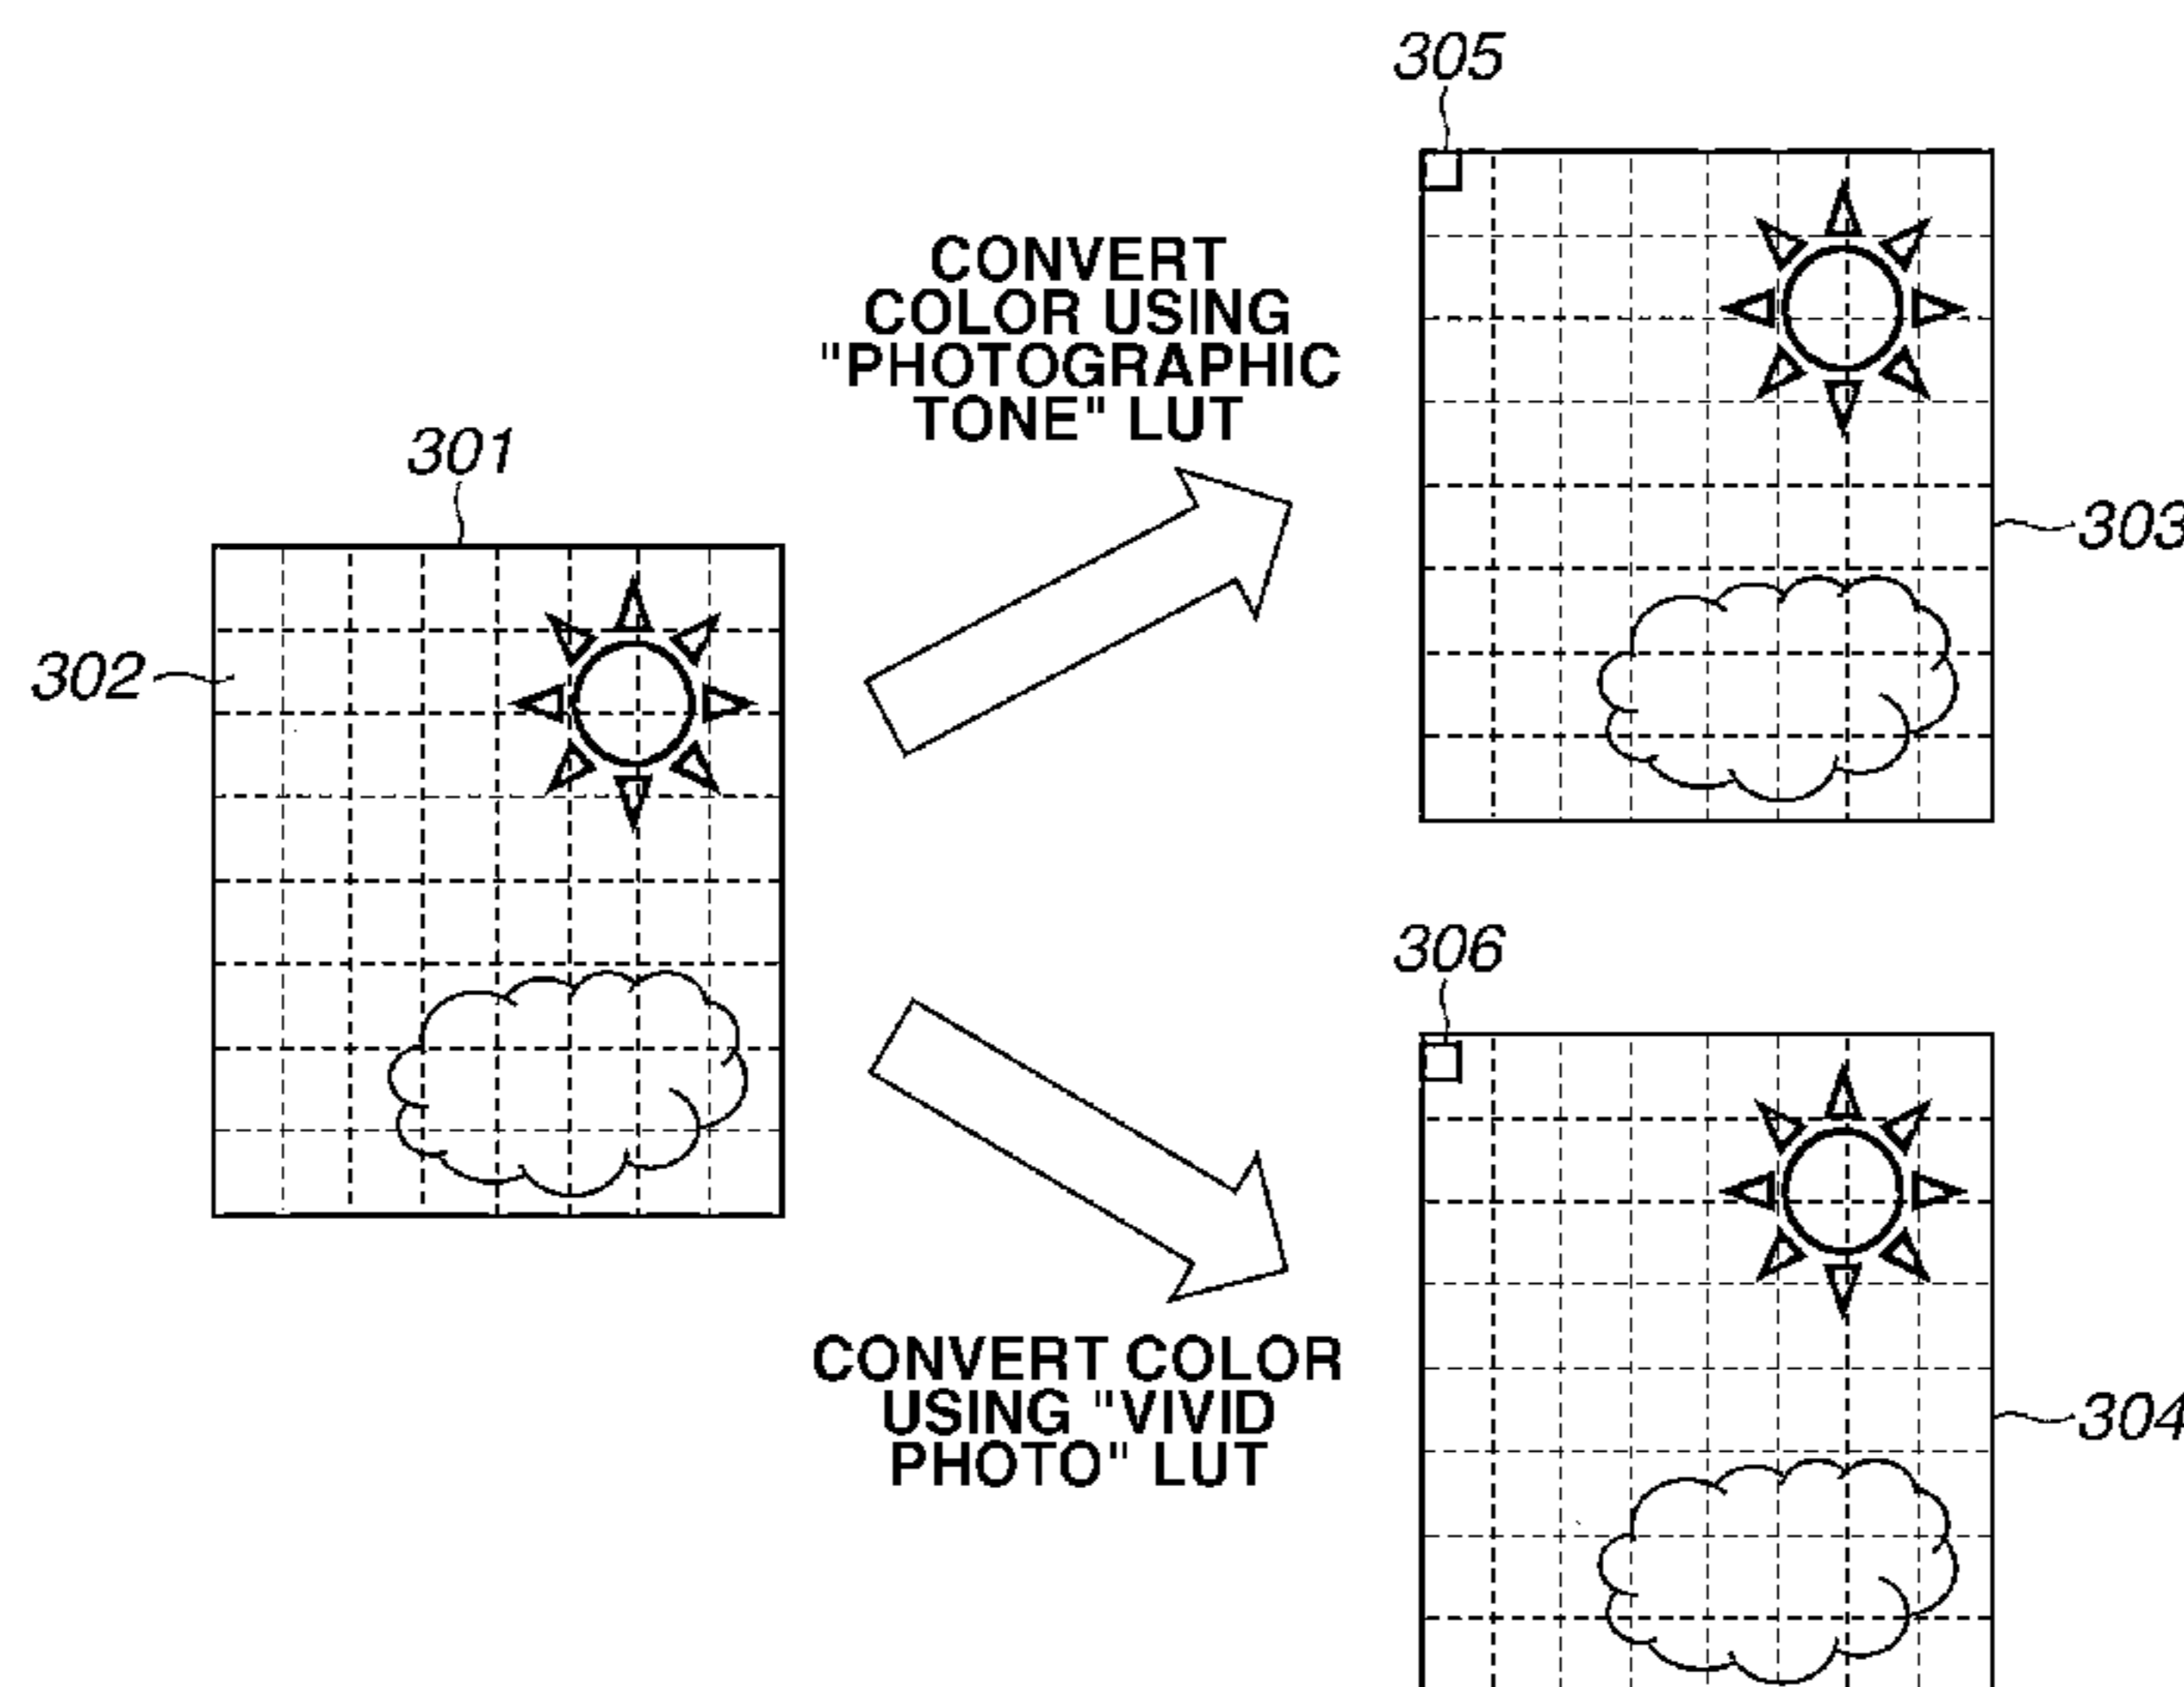 305
CONVERT
COLOR USING
"PHOTOGRAPHIC
TONE" LUT
301
303
302
306
304
CONVERT COLOR
USING "VIVID
PHOTO" LUT